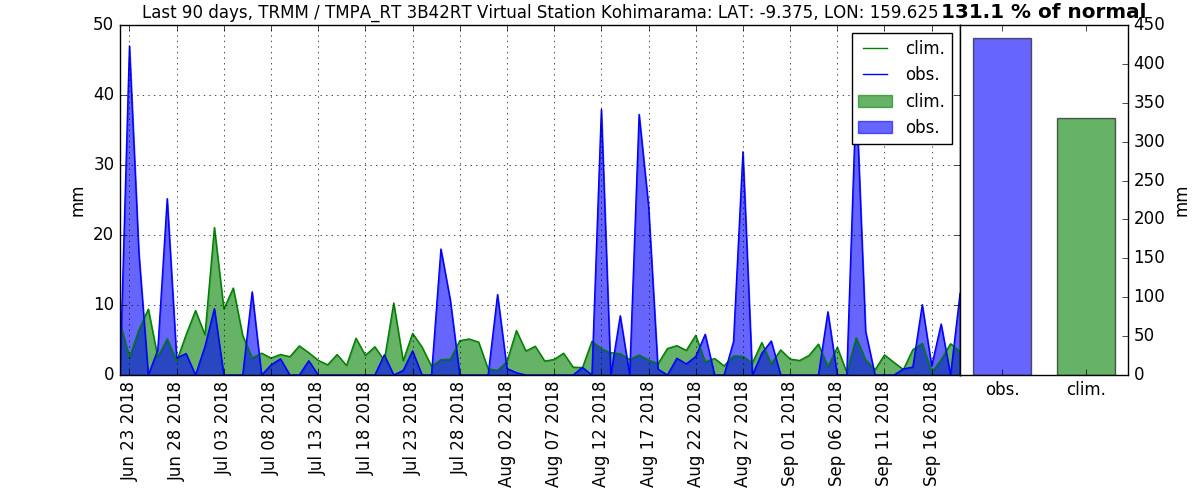 Last 90 days, TRMM / TMPA_RT 3B42RT Virtual Station Kohimarama: LAT: -9.375, LON: 159.625 131.1 % of normal
50
40
30
20
10
0
mm
clim.
obs.
clim.
obs.
450
400
350
300
250
200
150
100
50
0
mm
obs. clim.
Jun 23 2018
Jun 28 2018
Jul 03 2018
Jul 08 2018
Jul 13 2018
Jul 18 2018
Jul 23 2018
Jul 28 2018
Aug 02 2018
Aug 07 2018
Aug 12 2018
Aug 17 2018
Aug 22 2018
Aug 27 2018
Sep 01 2018
Sep 06 2018
Sep 11 2018
Sep 16 2018